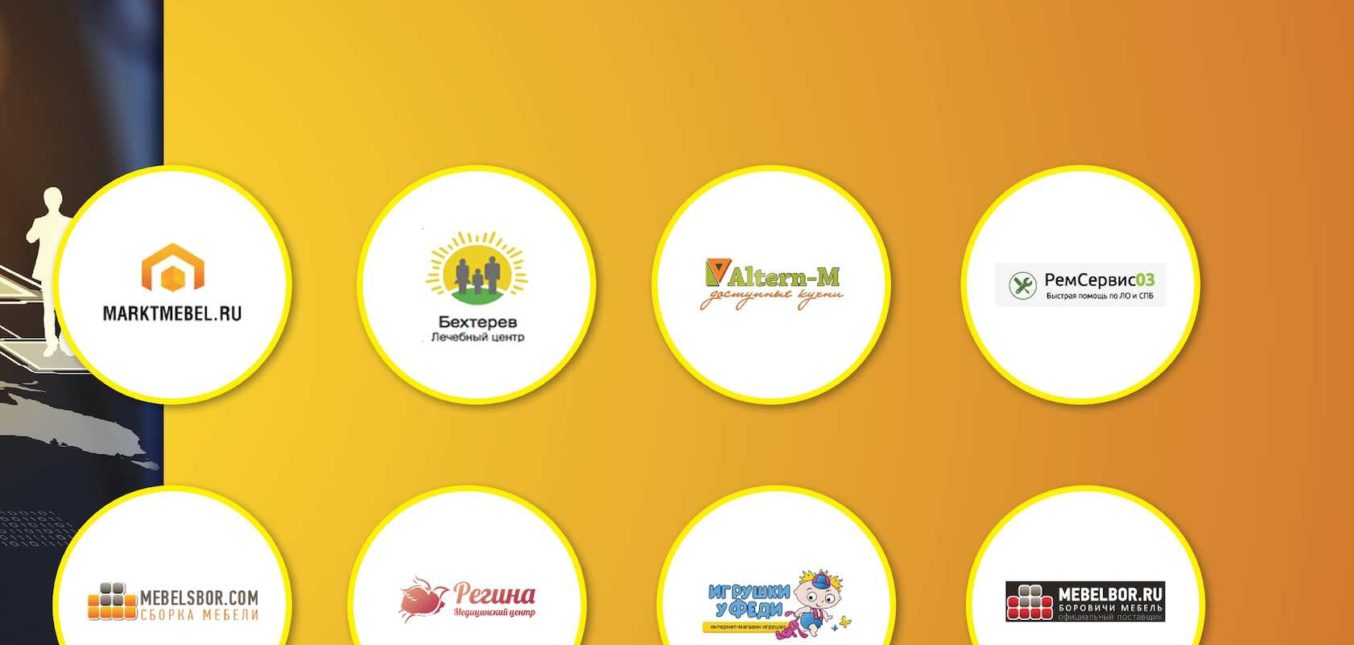 MARKTMEBEL.RU
Бехтерев
Лечебный центр
Altern-M
доступные кухни
РемСервис03
Быстрая помощь по ЛО и СПБ
MEBELSBOR.COM
СБОРКА МЕБЕЛИ
Регина
Медицинский центр
ИГРУШКИ
У ФЕДИ
интернет-магазин игрушек
MEBELBOR.RU
БОРОВИЧИ МЕБЕЛЬ
официальный поставщик